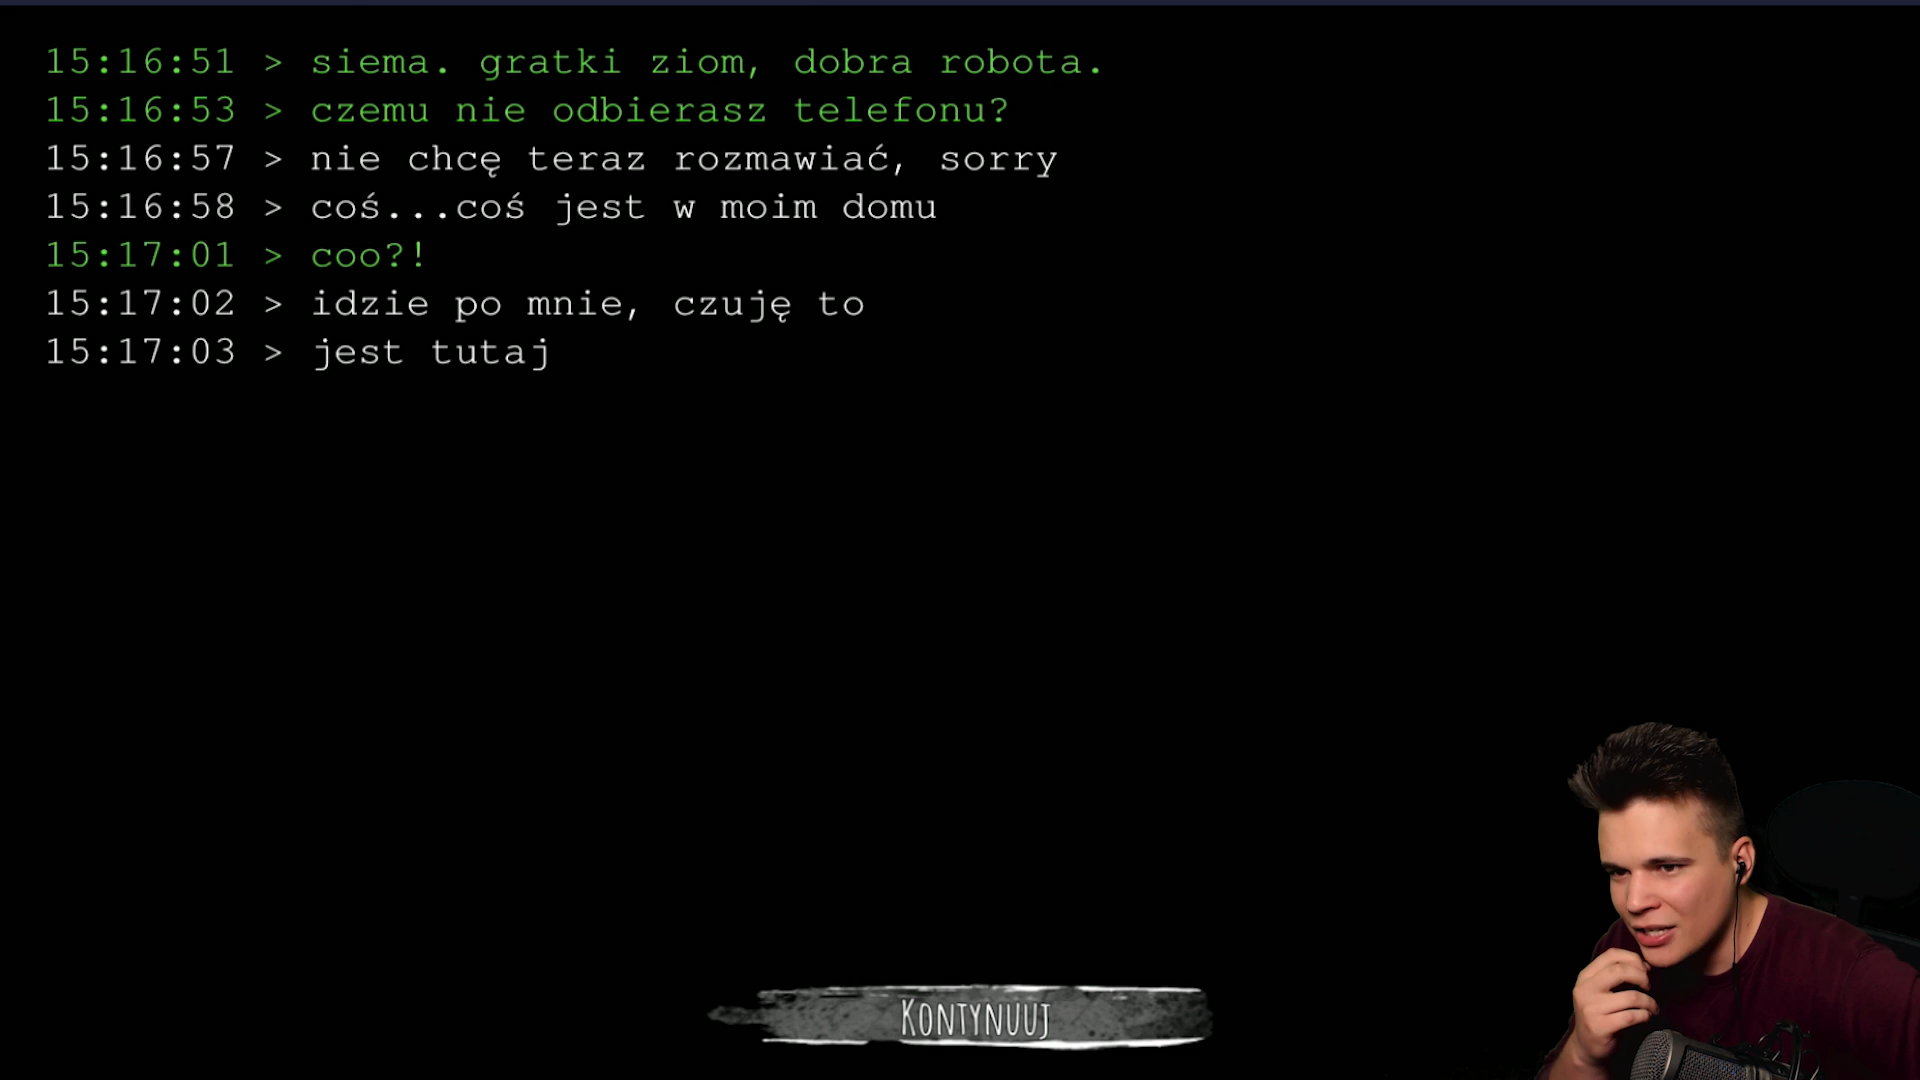 15:16:51 > siema. gratki ziom, dobra robota.
15:16:53 > czemu nie odbierasz telefonu?
15:16:57 > nie chcę teraz rozmawiać, sorry
15:16:58 > coś...coś jest w moim domu
15:17:01 > coo?!
15:17:02 > idzie po mnie, czuję to
15:17:03 > jest tutaj
Kontynuuj